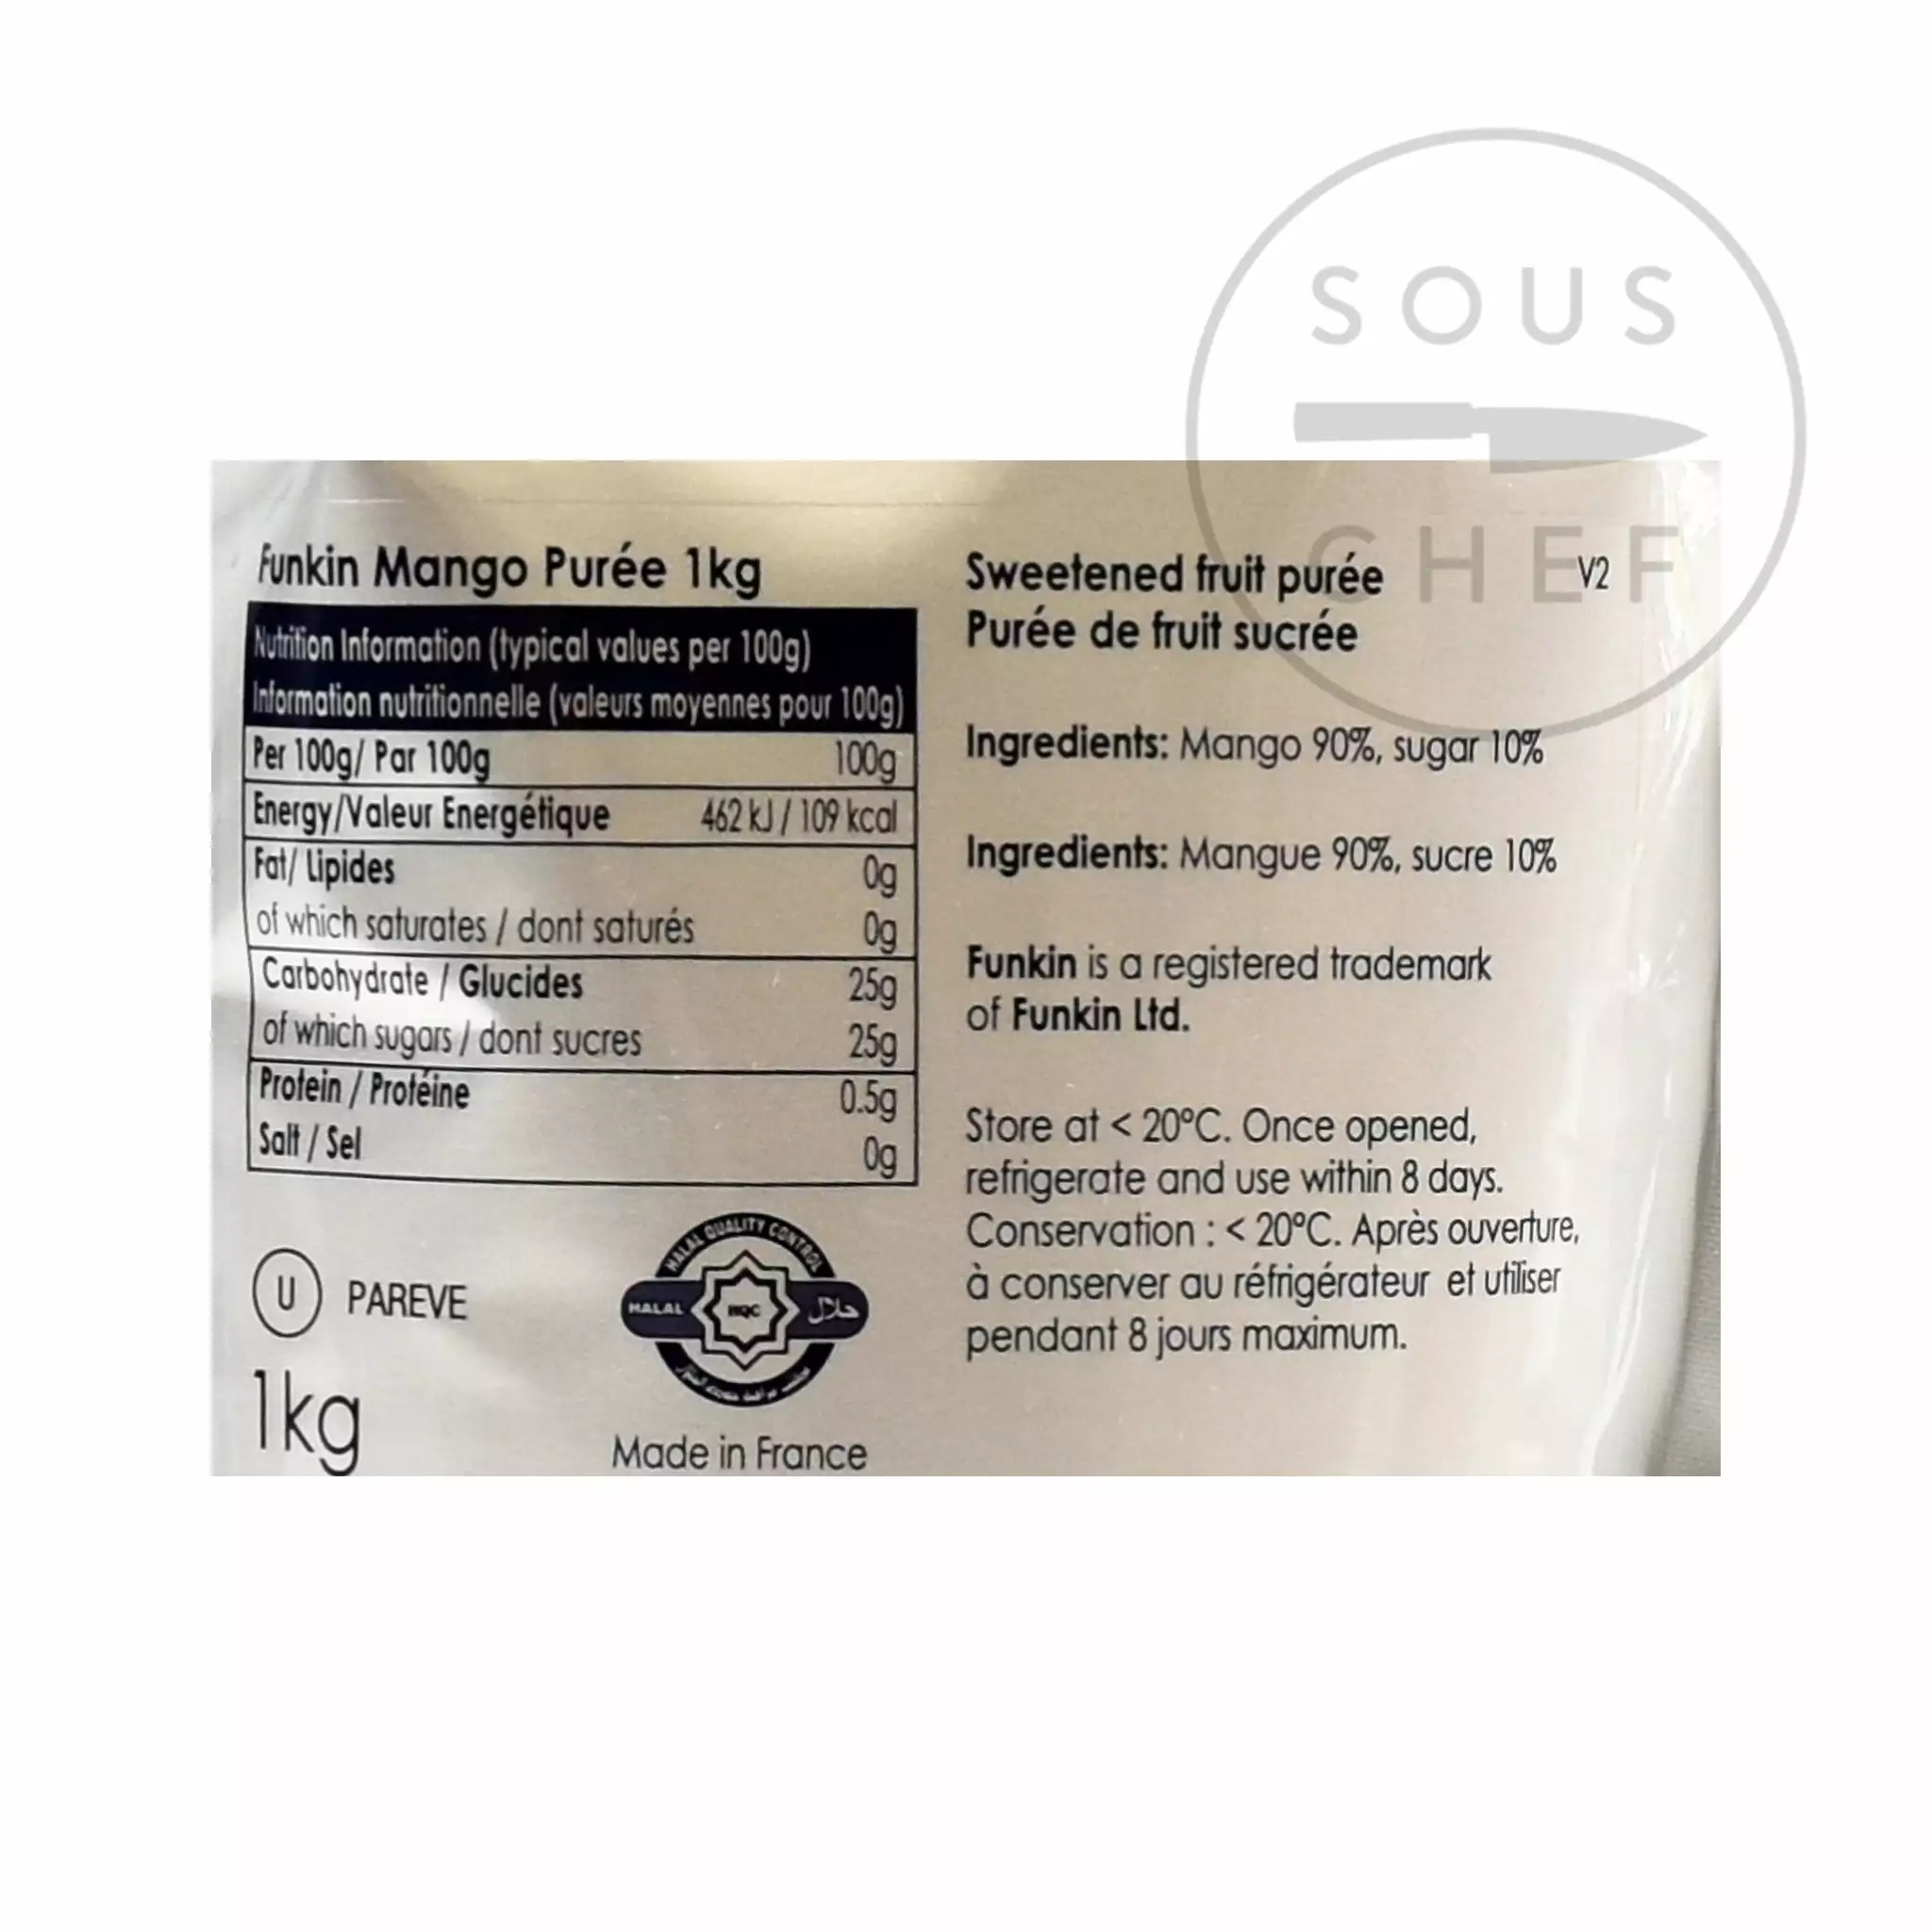 SOUS
CHEF
Funkin Mango Purée 1kg
Nutrition Information (typical values per 100g)
Information nutritionnelle (valeurs moyennes pour 100g)
Per 100g/ Par 100g 100g
Energy/Valeur Energétique 462 kJ / 109 kcal
Fat/ Lipides 0g
of which saturates / dont saturés 0g
Carbohydrate / Glucides 25g
of which sugars / dont sucres 25g
Protein / Protéine 0.5g
Salt / Sel 0g
U PAREVE
1kg
HALAL QUALITY CONTROL
HALAL HQC حلال
Made in France
Sweetened fruit purée V2
Purée de fruit sucrée
Ingredients: Mango 90%, sugar 10%
Ingredients: Mangue 90%, sucre 10%
Funkin is a registered trademark
of Funkin Ltd.
Store at < 20°C. Once opened,
refrigerate and use within 8 days.
Conservation : < 20°C. Après ouverture,
à conserver au réfrigérateur et utiliser
pendant 8 jours maximum.